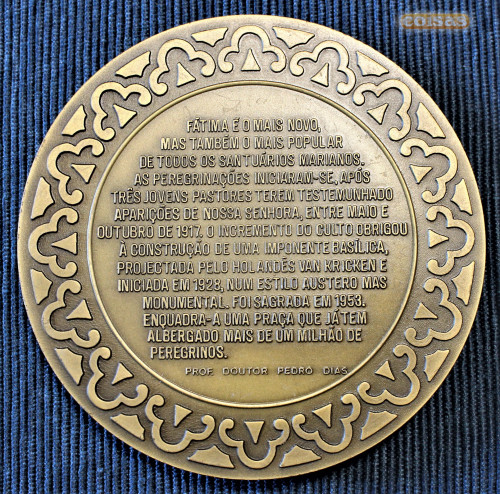 coisas
FÁTIMA É O MAIS NOVO,
MAS TAMBÉM O MAIS POPULAR
DE TODOS OS SANTUÁRIOS MARIANOS.
AS PEREGRINAÇÕES INICIARAM-SE, APÓS
TRÊS JOVENS PASTORES TEREM TESTEMUNHADO
APARIÇÕES DE NOSSA SENHORA, ENTRE MAIO E
OUTUBRO DE 1917. O INCREMENTO DO CULTO OBRIGOU
À CONSTRUÇÃO DE UMA IMPONENTE BASÍLICA,
PROJECTADA PELO HOLANDÊS VAN KRICKEN E
INICIADA EM 1928, NUM ESTILO AUSTERO MAS
MONUMENTAL. FOI SAGRADA EM 1953.
ENQUADRA-A UMA PRAÇA QUE JÁ TEM
ALBERGADO MAIS DE UM MILHÃO DE
PEREGRINOS.
PROF. DOUTOR PEDRO DIAS